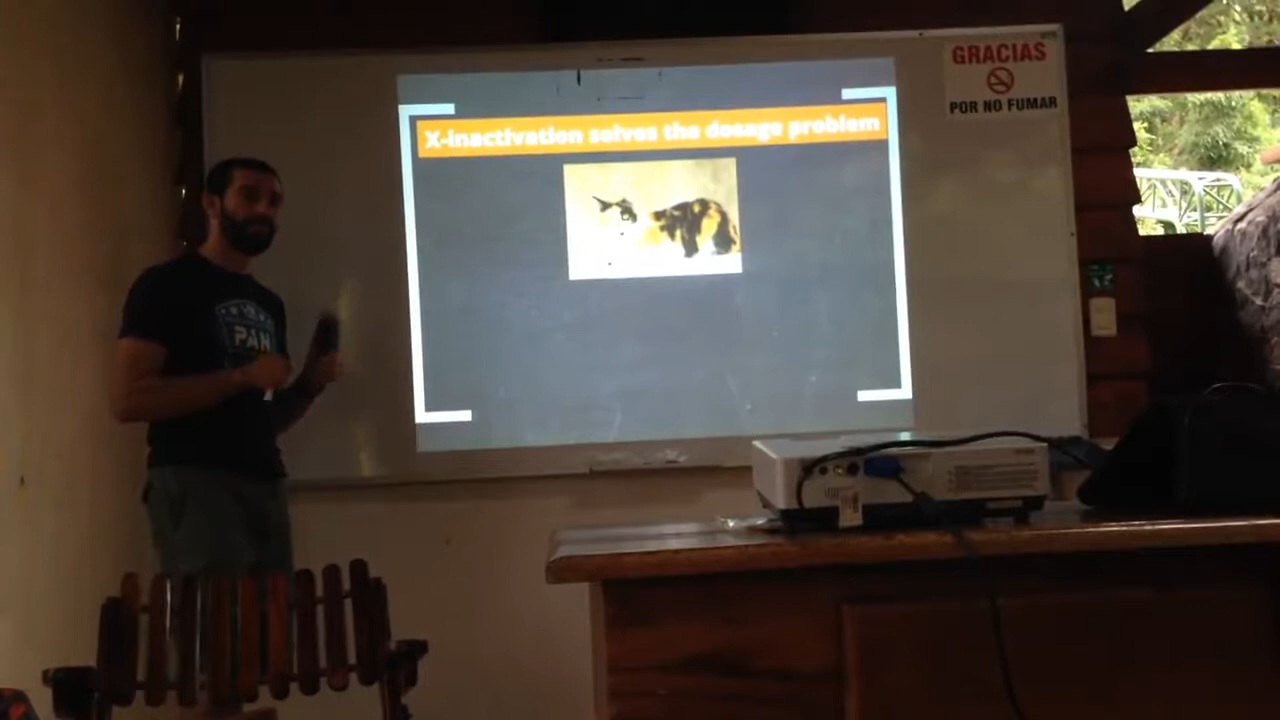 X-inactivation solves the dosage problem
GRACIAS
POR NO FUMAR
PAN